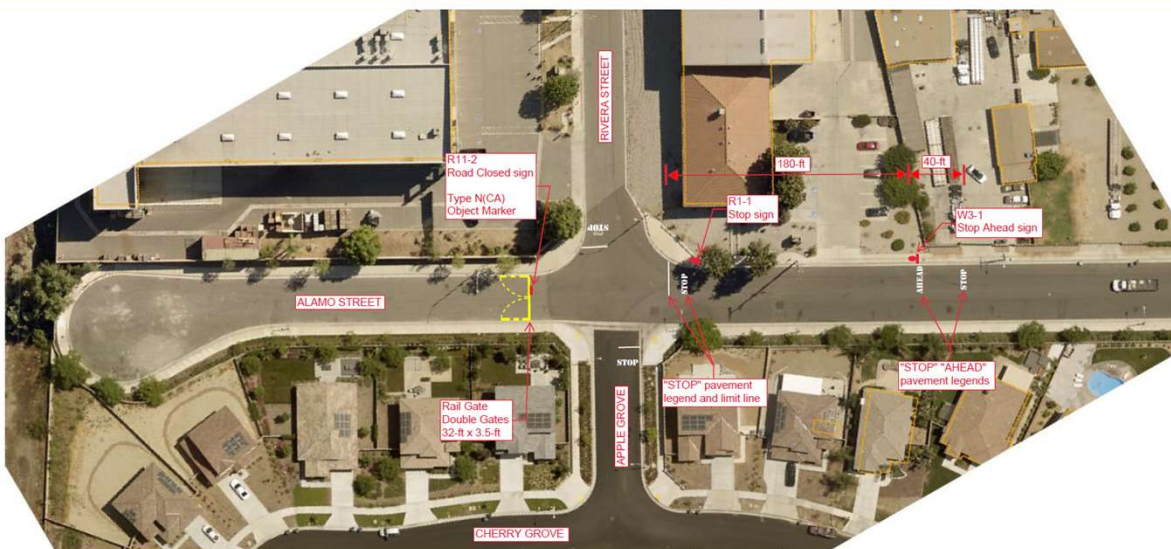 RIVERA STREET
R11-2
Road Closed sign
Type N(CA)
Object Marker
180-ft
40-ft
R1-1
Stop sign
W3-1
Stop Ahead sign
STOP
STOP
AHEAD
STOP
ALAMO STREET
STOP
"STOP" pavement
legend and limit line
"STOP" "AHEAD"
pavement legends
Rail Gate
Double Gates
32-ft x 3.5-ft
APPLE GROVE
CHERRY GROVE